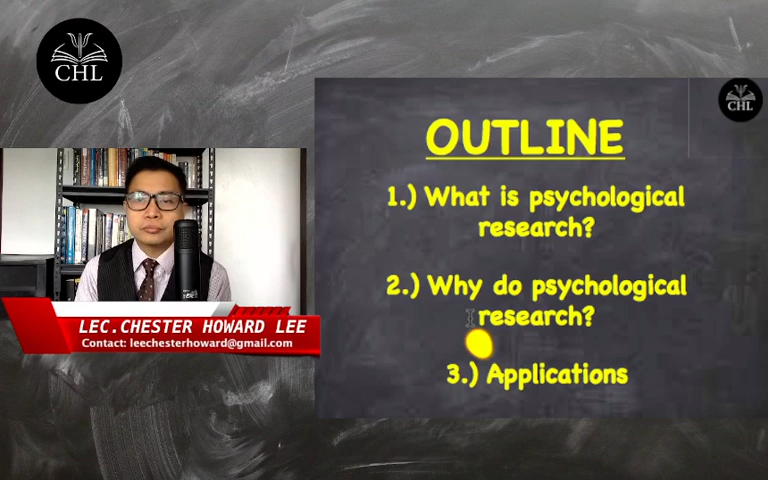 CHL
CHL
OUTLINE
1.) What is psychological
research?
2.) Why do psychological
research?
3.) Applications
LEC.CHESTER HOWARD LEE
Contact: leechesterhoward@gmail.com